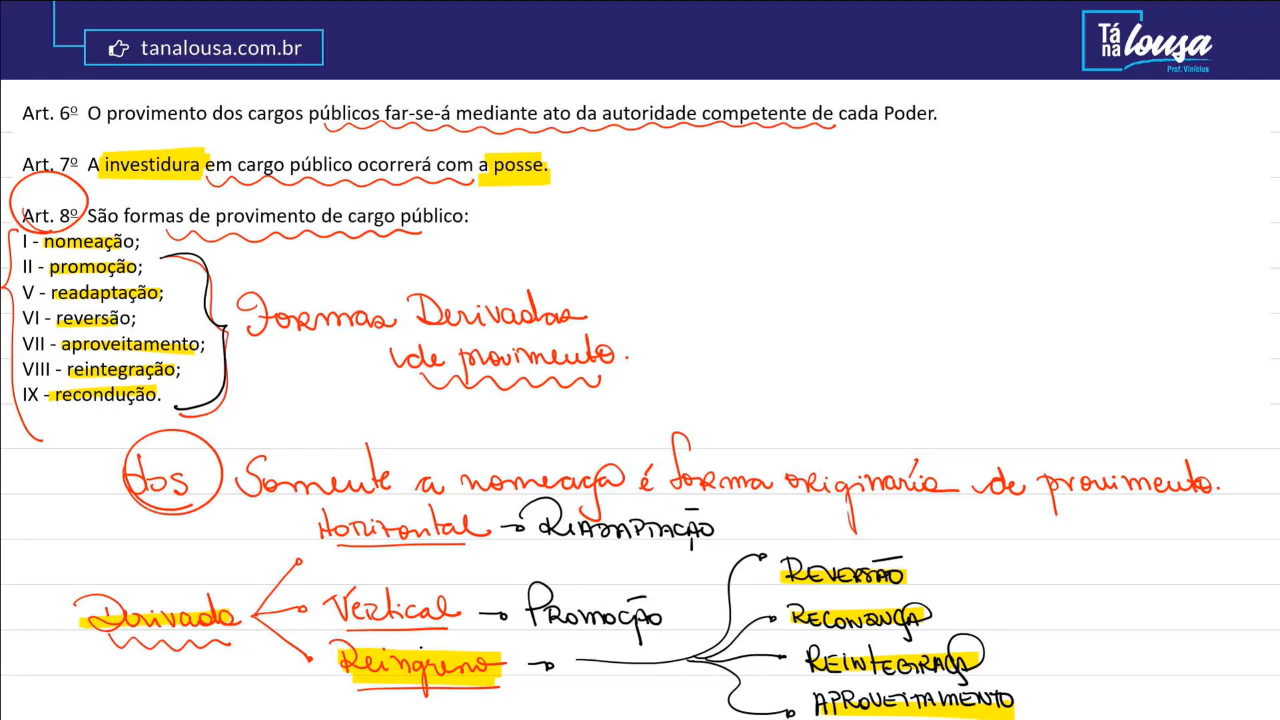 tanalousa.com.br
Tá na lousa
Prof. Vinícius
Art. 6º O provimento dos cargos públicos far-se-á mediante ato da autoridade competente de cada Poder.
Art. 7º A investidura em cargo público ocorrerá com a posse.
Art. 8º São formas de provimento de cargo público:
I - nomeação;
II - promoção;
V - readaptação;
VI - reversão;
VII - aproveitamento;
VIII - reintegração;
IX - recondução.
Formas Derivadas
de provimento.
Obs Somente a nomeação é forma originária de provimento.
Horizontal → READAPTAÇÃO
REVERSÃO
Derivada Vertical → PROMOÇÃO
RECONDUÇÃO
Reingresso →
REINTEGRAÇÃO
APROVEITAMENTO